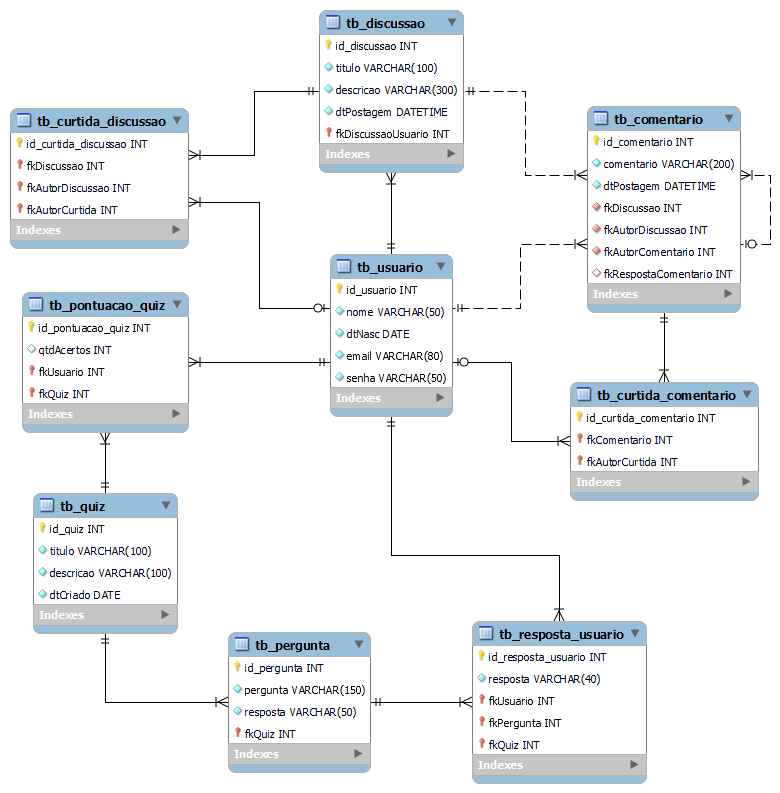 tb_discussao
id_discussao INT
titulo VARCHAR(100)
descricao VARCHAR(300)
dtPostagem DATETIME
fkDiscussaoUsuario INT
Indexes
tb_curtida_discussao
id_curtida_discussao INT
fkDiscussao INT
fkAutorDiscussao INT
fkAutorCurtida INT
Indexes
tb_comentario
id_comentario INT
comentario VARCHAR(200)
dtPostagem DATETIME
fkDiscussao INT
fkAutorDiscussao INT
fkAutorComentario INT
fkRespostaComentario INT
Indexes
tb_usuario
id_usuario INT
nome VARCHAR(50)
dtNasc DATE
email VARCHAR(80)
senha VARCHAR(50)
Indexes
tb_pontuacao_quiz
id_pontuacao_quiz INT
qtdAcertos INT
fkUsuario INT
fkQuiz INT
Indexes
tb_curtida_comentario
id_curtida_comentario INT
fkComentario INT
fkAutorCurtida INT
Indexes
tb_quiz
id_quiz INT
titulo VARCHAR(100)
descricao VARCHAR(100)
dtCriado DATE
Indexes
tb_pergunta
id_pergunta INT
pergunta VARCHAR(150)
resposta VARCHAR(50)
fkQuiz INT
Indexes
tb_resposta_usuario
id_resposta_usuario INT
resposta VARCHAR(40)
fkUsuario INT
fkPergunta INT
fkQuiz INT
Indexes